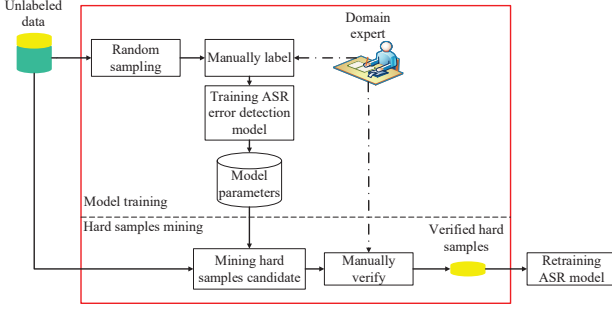 Unlabeled
data
Domain
expert
Random
sampling
Manually label
Training ASR
error detection
model
Model
parameters
Model training
Hard samples mining
Verified hard
samples
Mining hard
samples candidate
Manually
verify
Retraining
ASR model